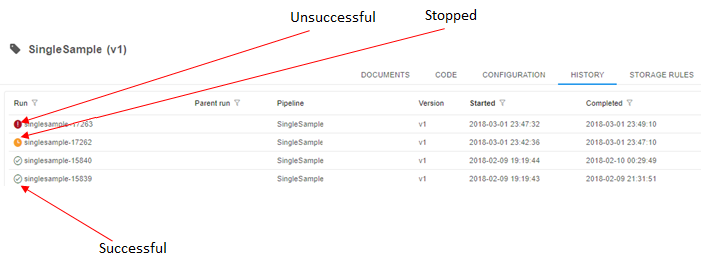 Unsuccessful
Stopped
SingleSample (v1)
DOCUMENTS CODE CONFIGURATION HISTORY STORAGE RULES
Run Parent run Pipeline Version Started Completed
singlesample-17263 SingleSample v1 2018-03-01 23:47:32 2018-03-01 23:49:10
singlesample-17262 SingleSample v1 2018-03-01 23:42:36 2018-03-01 23:47:10
singlesample-15840 SingleSample v1 2018-02-09 19:19:44 2018-02-10 00:29:49
singlesample-15839 SingleSample v1 2018-02-09 19:19:43 2018-02-09 21:31:51
Successful